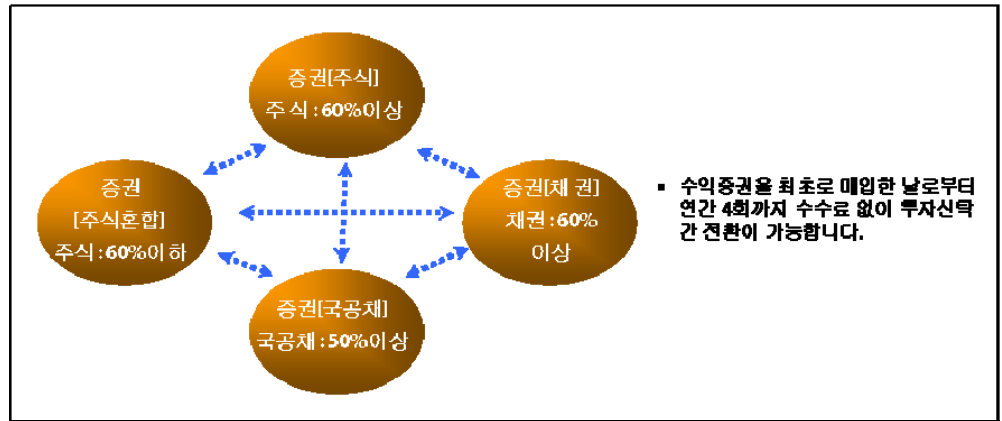 증권[주식]
주식:60%이상
증권
[주식혼합]
주식:60%이하
증권[채 권]
채권:60%
이상
증권[국공채]
국공채:50%이상
▪ 수익증권을 최초로 매입한 날로부터
연간 4회까지 수수료 없이 투자신탁
간 전환이 가능합니다.